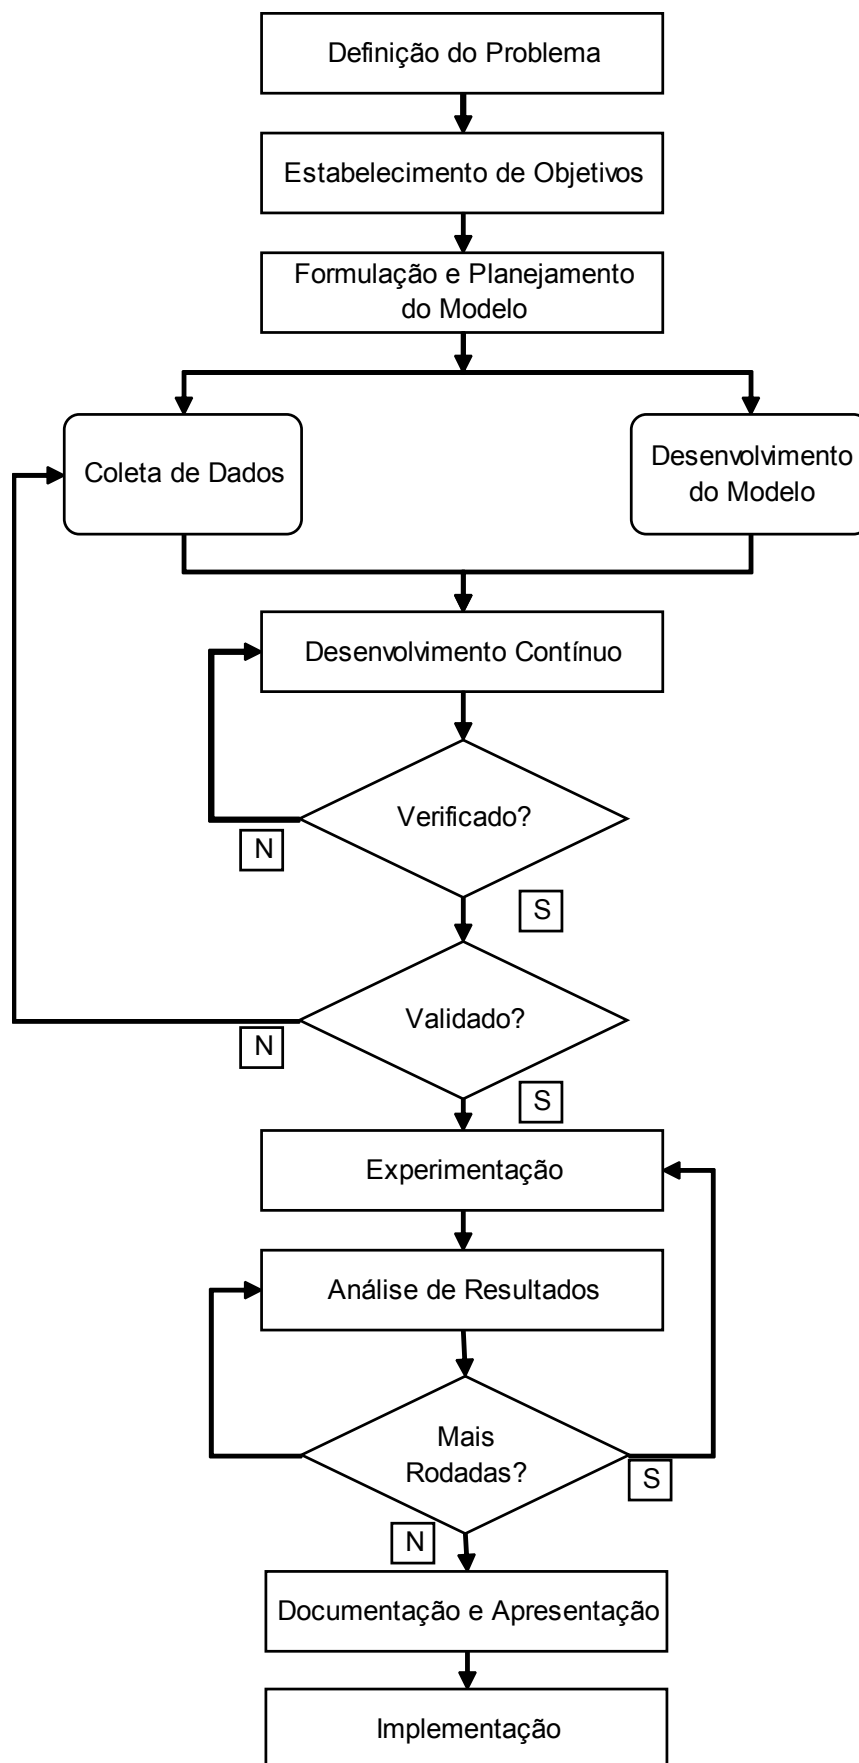 Definição do Problema
Estabelecimento de Objetivos
Formulação e Planejamento
do Modelo
Coleta de Dados
Desenvolvimento
do Modelo
Desenvolvimento Contínuo
Verificado?
N
S
Validado?
N
S
Experimentação
Análise de Resultados
Mais
Rodadas?
S
N
Documentação e Apresentação
Implementação